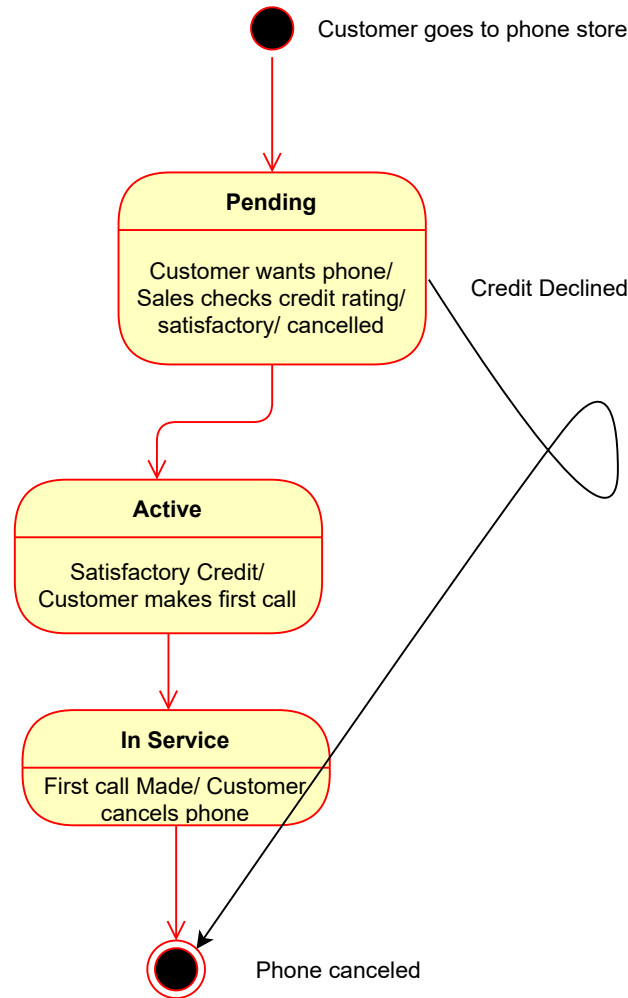 Customer goes to phone store
Pending
Customer wants phone/
Sales checks credit rating/
satisfactory/ cancelled
Credit Declined
Active
Satisfactory Credit/
Customer makes first call
In Service
First call Made/ Customer
cancels phone
Phone canceled